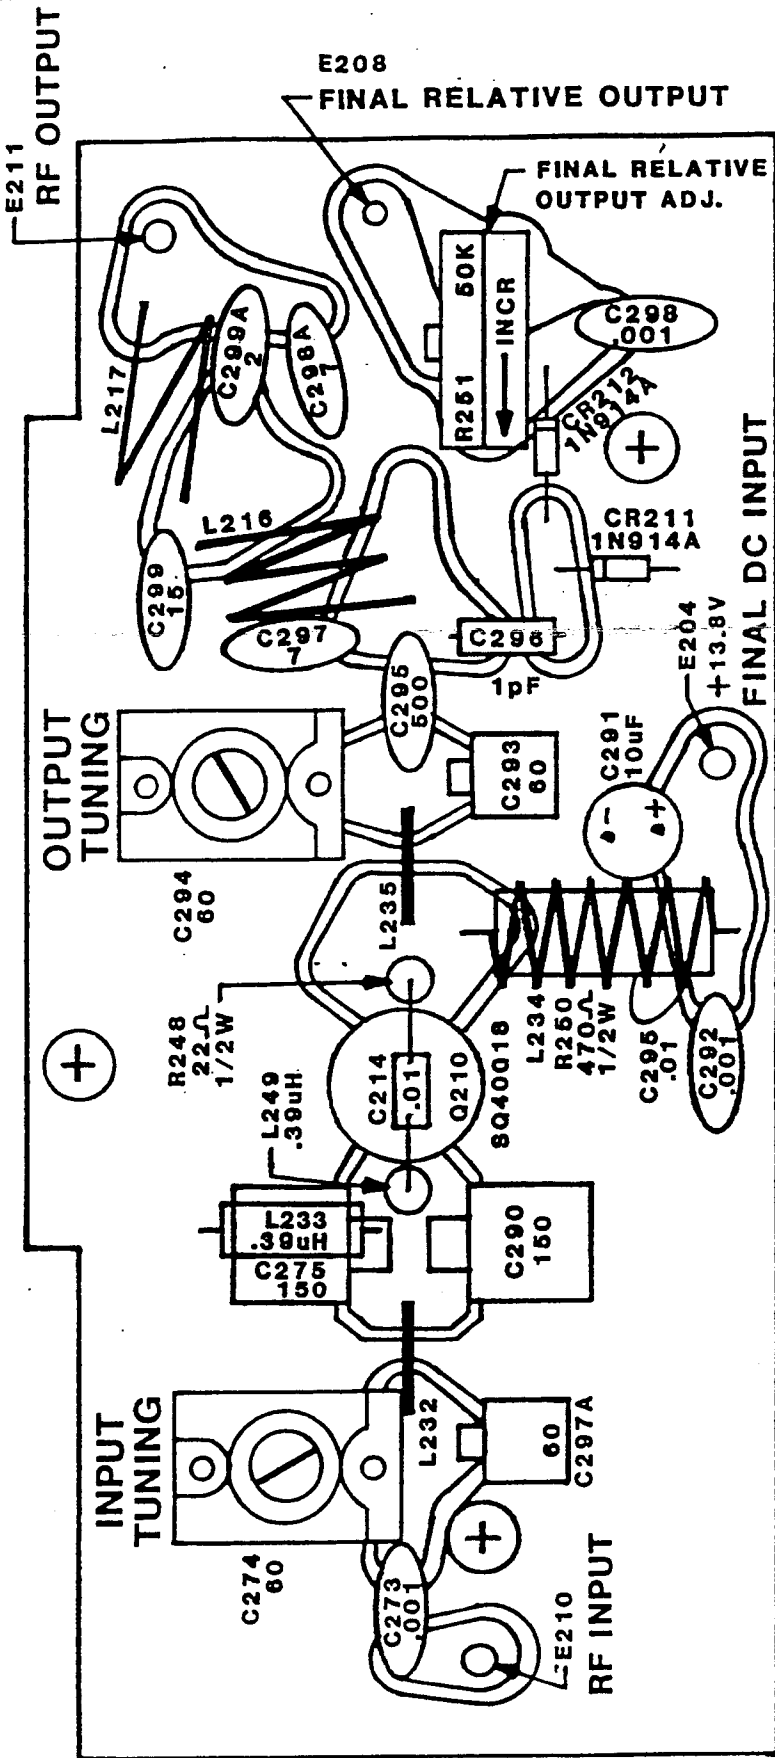 E208
FINAL RELATIVE OUTPUT
E211
RF OUTPUT
FINAL RELATIVE
OUTPUT ADJ.
R251 50K
INCR
C298
.001
L217
C299A
2
C298A
7
CR212
1N914A
L216
CR211
1N914A
C299
15
C297
7
C296
1pF
C295
500
E204
+13.8V
FINAL DC INPUT
OUTPUT
TUNING
C294
60
C293
60
C291
10uF
-
+
L235
R248
22Ω
1/2W
L249
.39uH
C214
.01
Q210
SQ40018
L234
R250
470Ω
1/2W
C295
.01
C292
.001
L233
.39uH
C275
150
C290
150
INPUT
TUNING
C274
60
L232
60
C297A
C273
.001
E210
RF INPUT